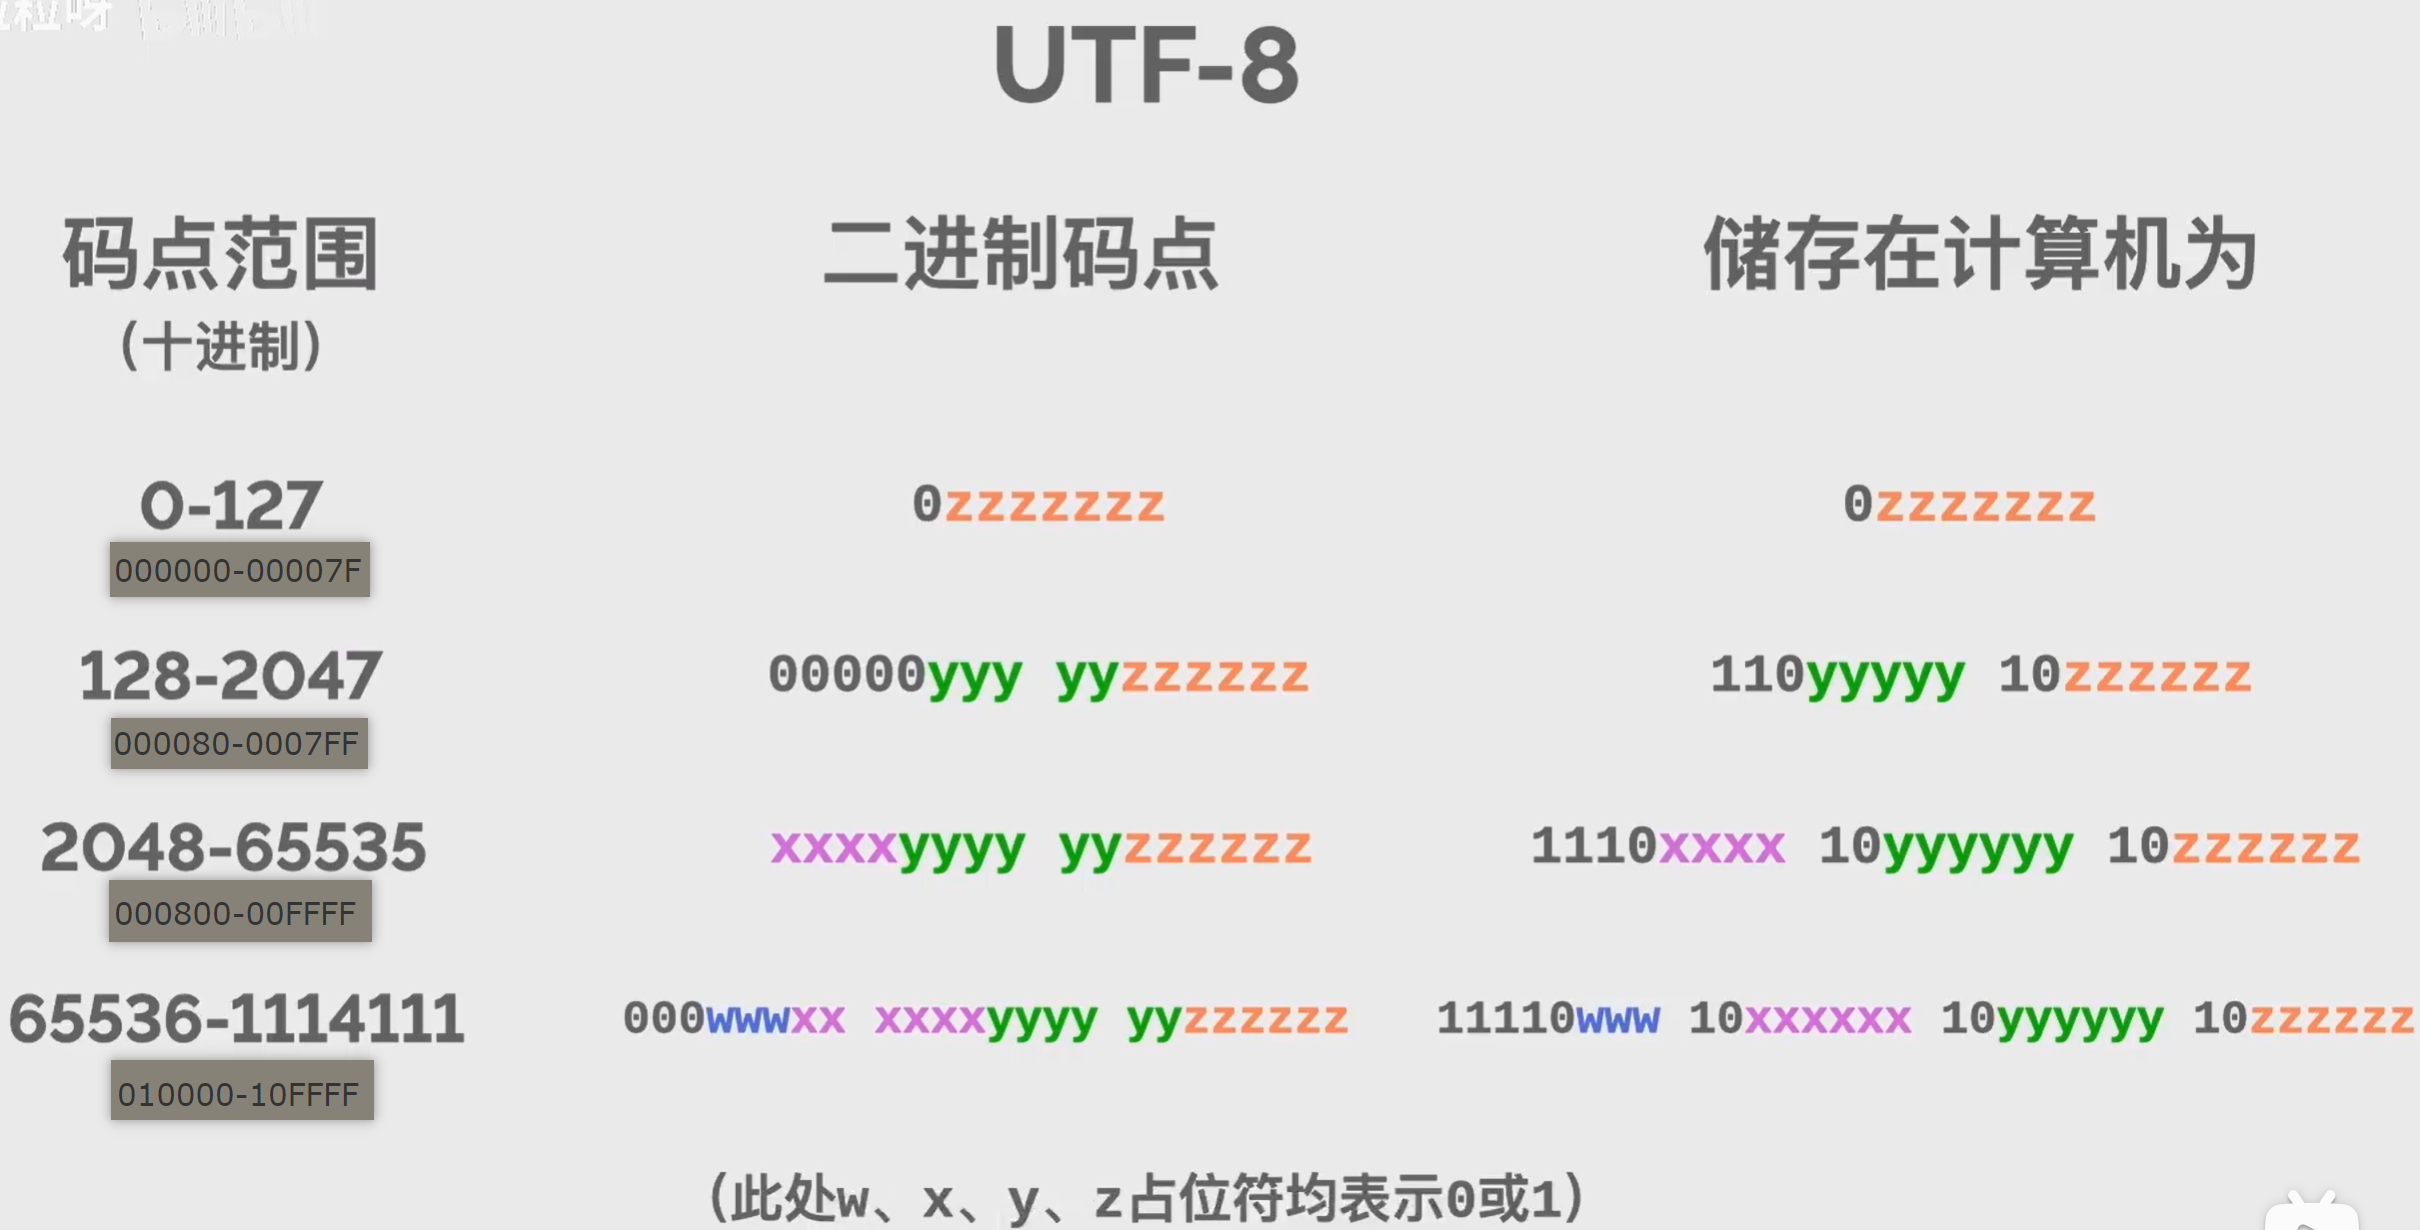 粒呀
UTF-8
码点范围 二进制码点 储存在计算机为
（十进制）
0-127 0zzzzzzz 0zzzzzzz
000000-00007F
128-2047 00000yyy yyzzzzzz 110yyyyy 10zzzzzz
000080-0007FF
2048-65535 xxxxyyyy yyzzzzzz 1110xxxx 10yyyyyy 10zzzzzz
000800-00FFFF
65536-1114111 000wwwxx xxxxyyyy yyzzzzzz 11110www 10xxxxxx 10yyyyyy 10zzzzzz
010000-10FFFF
（此处w、x、y、z占位符均表示0或1）